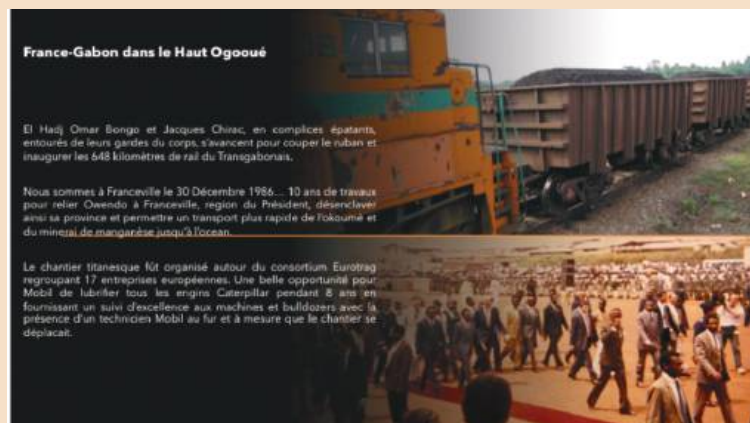 France-Gabon dans le Haut Ogooué
El Hadj Omar Bongo et Jacques Chirac, en complices épatants,
entourés de leurs gardes du corps, s'avancent pour couper le ruban et
inaugurer les 648 kilomètres de rail du Transgabonais.
Nous sommes à Franceville le 30 Décembre 1986... 10 ans de travaux
pour relier Owendo à Franceville, region du Président, désenclaver
ainsi sa province et permettre un transport plus rapide de l'okoumé et
du minerai de manganèse jusqu'à l'ocean.
Le chantier titanesque fût organisé autour du consortium Eurotrag
regroupant 17 entreprises européennes. Une belle opportunité pour
Mobil de lubrifier tous les engins Caterpillar pendant 8 ans en
fournissant un suivi d'excellence aux machines et bulldozers avec la
présence d'un technicien Mobil au fur et à mesure que le chantier se
déplacait.